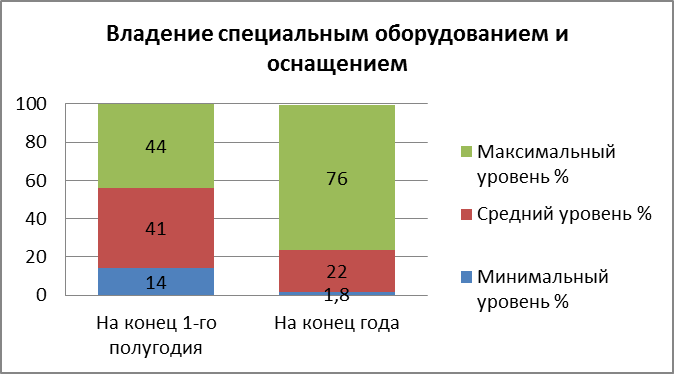 Владение специальным оборудованием и
оснащением
100
80
60
40
20
0
44
41
14
76
22
1,8
На конец 1-го
полугодия
На конец года
Максимальный
уровень %
Средний уровень %
Минимальный
уровень %